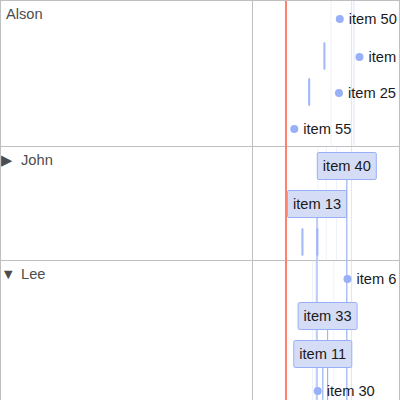 Alson
item 50
item
item 25
item 55
▶ John
item 40
item 13
▼ Lee
item 6
item 33
item 11
item 30